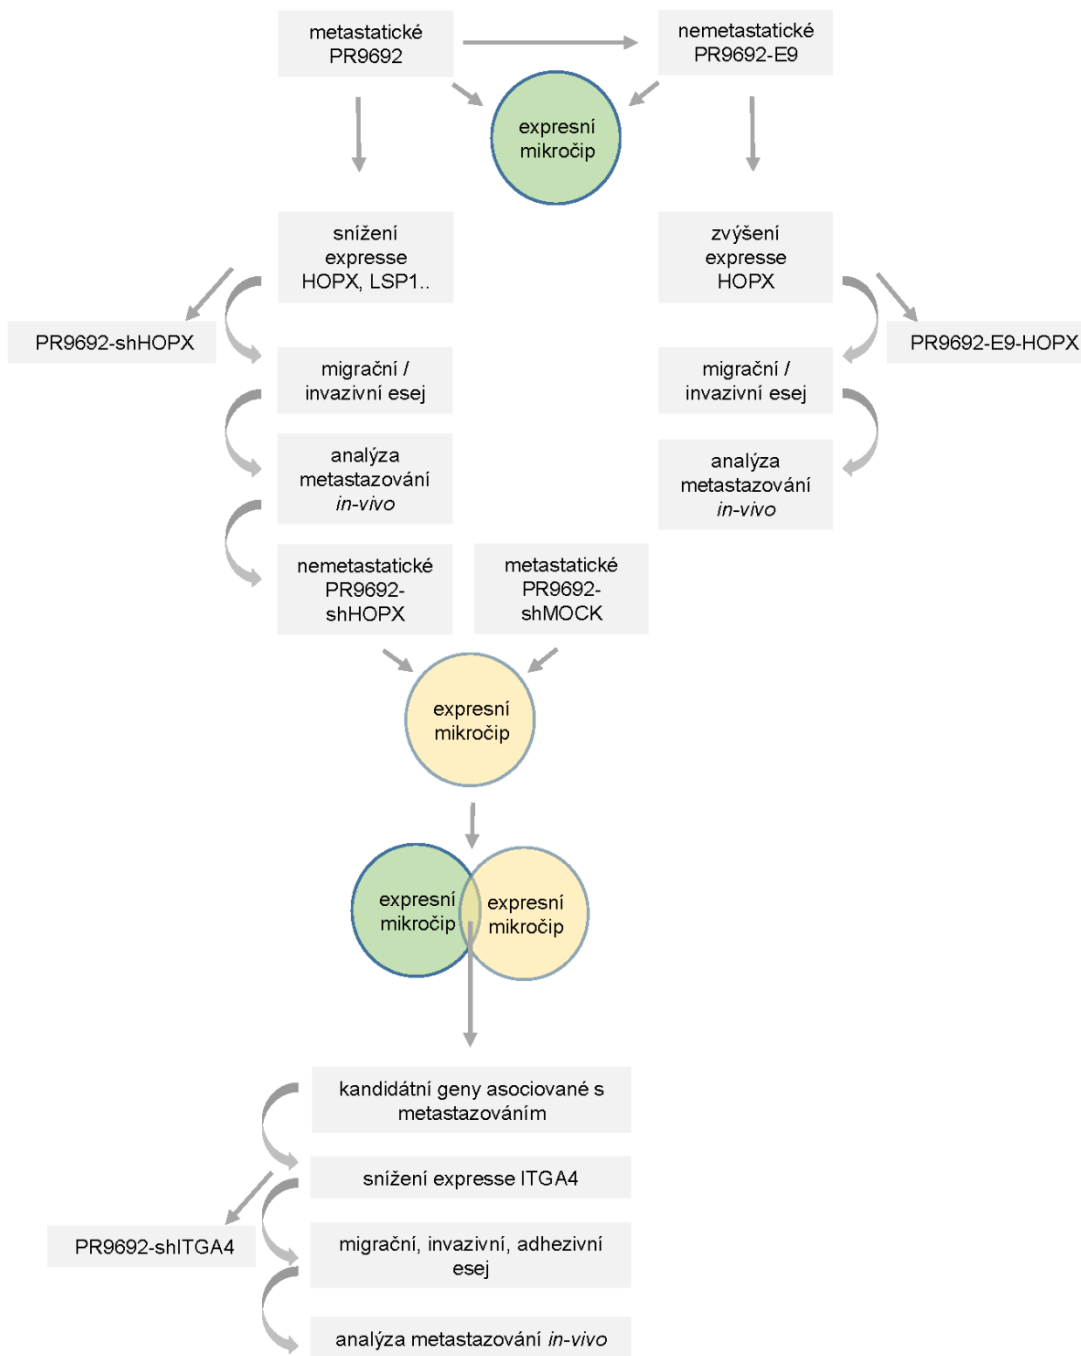 metastatické
PR9692
nemetastatické
PR9692-E9
expresní
mikročip
snížení
expresse
HOPX, LSP1..
zvýšení
expresse
HOPX
PR9692-shHOPX
PR9692-E9-HOPX
migrační /
invazivní esej
migrační /
invazivní esej
analýza
metastazování
in-vivo
analýza
metastazování
in-vivo
nemetastatické
PR9692-
shHOPX
metastatické
PR9692-
shMOCK
expresní
mikročip
expresní
mikročip
expresní
mikročip
kandidátní geny asociované s
metastazováním
snížení expresse ITGA4
PR9692-shITGA4
migrační, invazivní, adhezivní
esej
analýza metastazování in-vivo